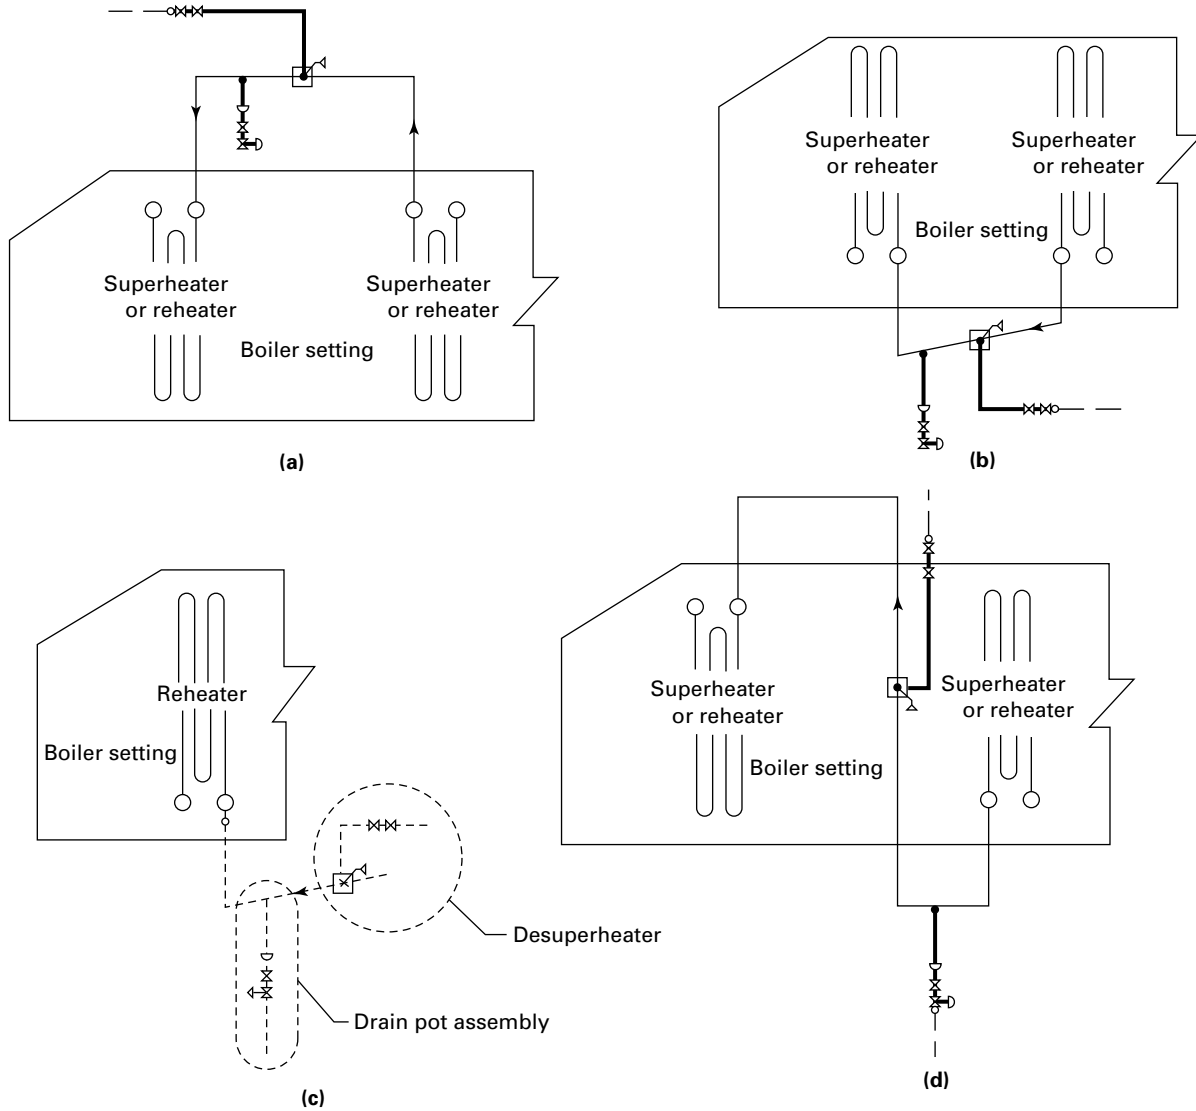 Superheater
or reheater
Superheater
or reheater
Boiler setting
(a)
Superheater
or reheater
Superheater
or reheater
Boiler setting
(b)
Reheater
Boiler setting
Desuperheater
Drain pot assembly
(c)
Superheater
or reheater
Superheater
or reheater
Boiler setting
(d)